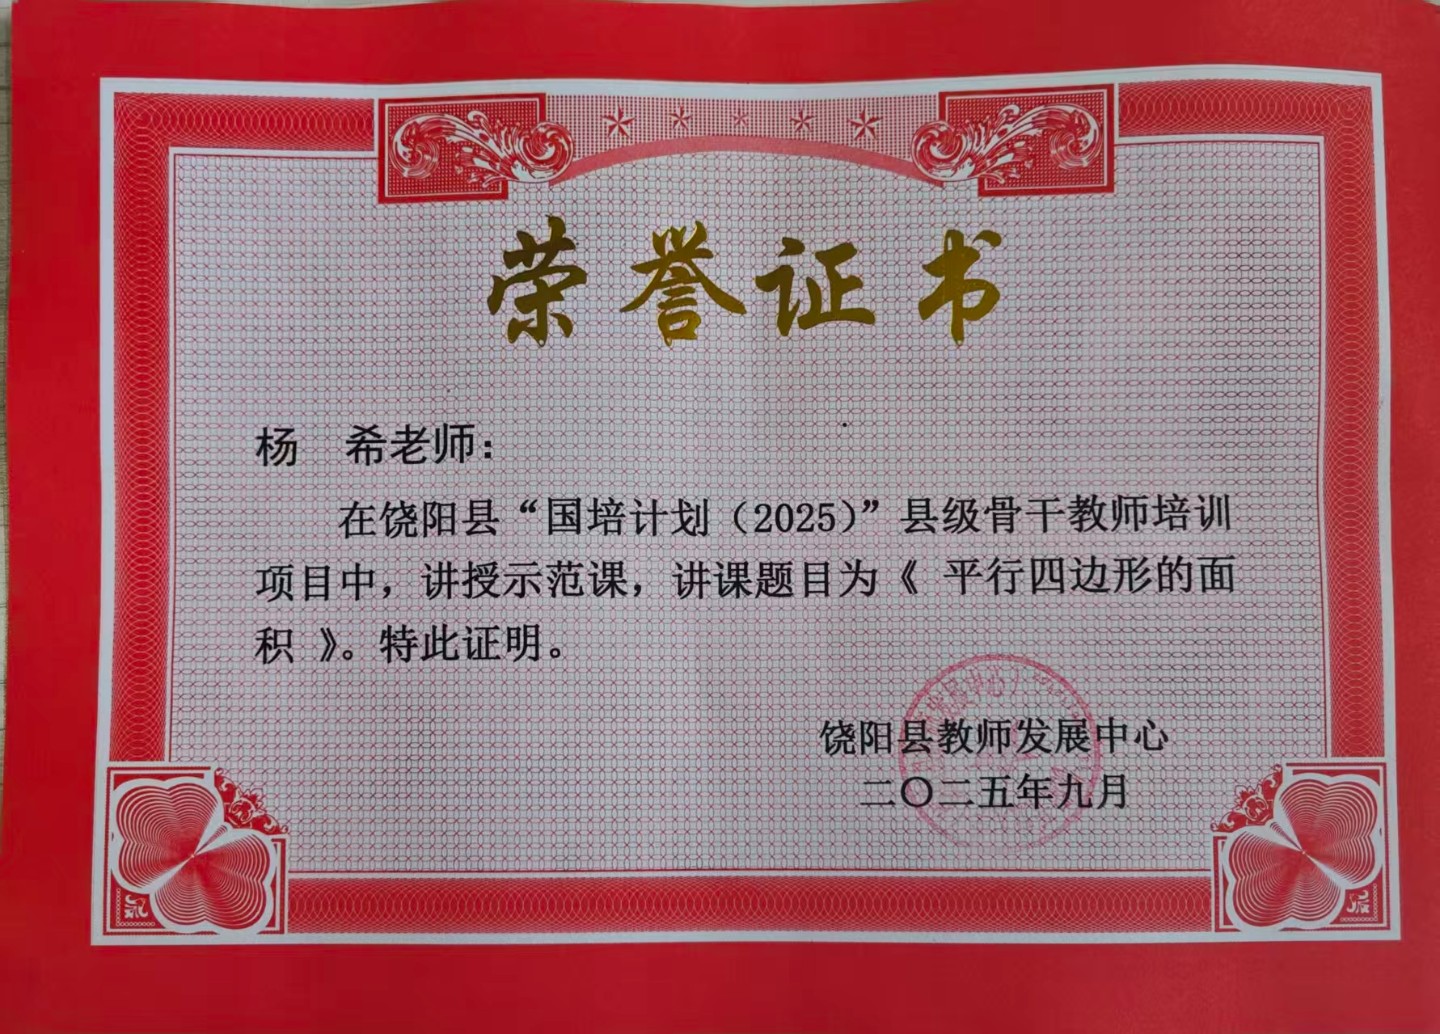 荣誉证书
杨 希老师：
在饶阳县“国培计划（2025）”县级骨干教师培训
项目中，讲授示范课，讲课题目为《 平行四边形的面
积 》。特此证明。
饶阳县教师发展中心
二〇二五年九月